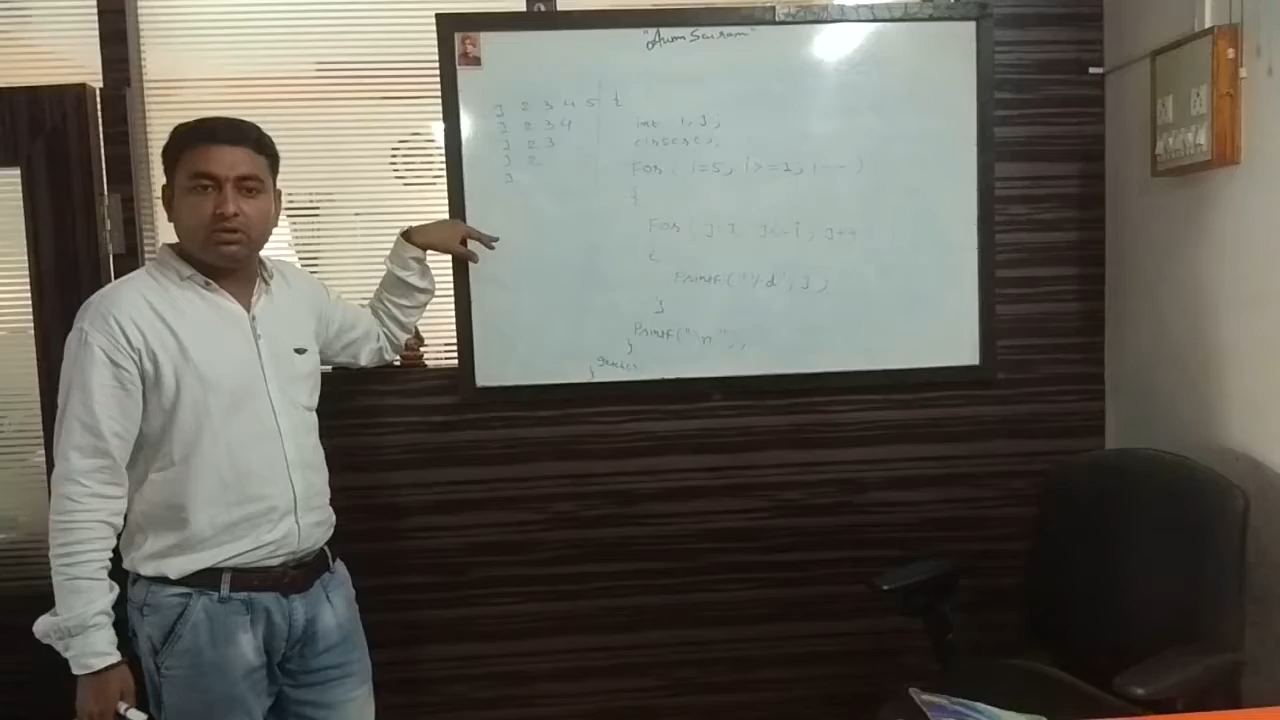 "Aum Sairam"
1 2 3 4 5
1 2 3 4
1 2 3
1 2
1
{
int i, j;
clrscr();
For( i=5; i>=1; i-- )
{
For( j=1; j<=i; j++ )
{
Printf("%d", j);
}
Printf("\n");
}
getch();
}